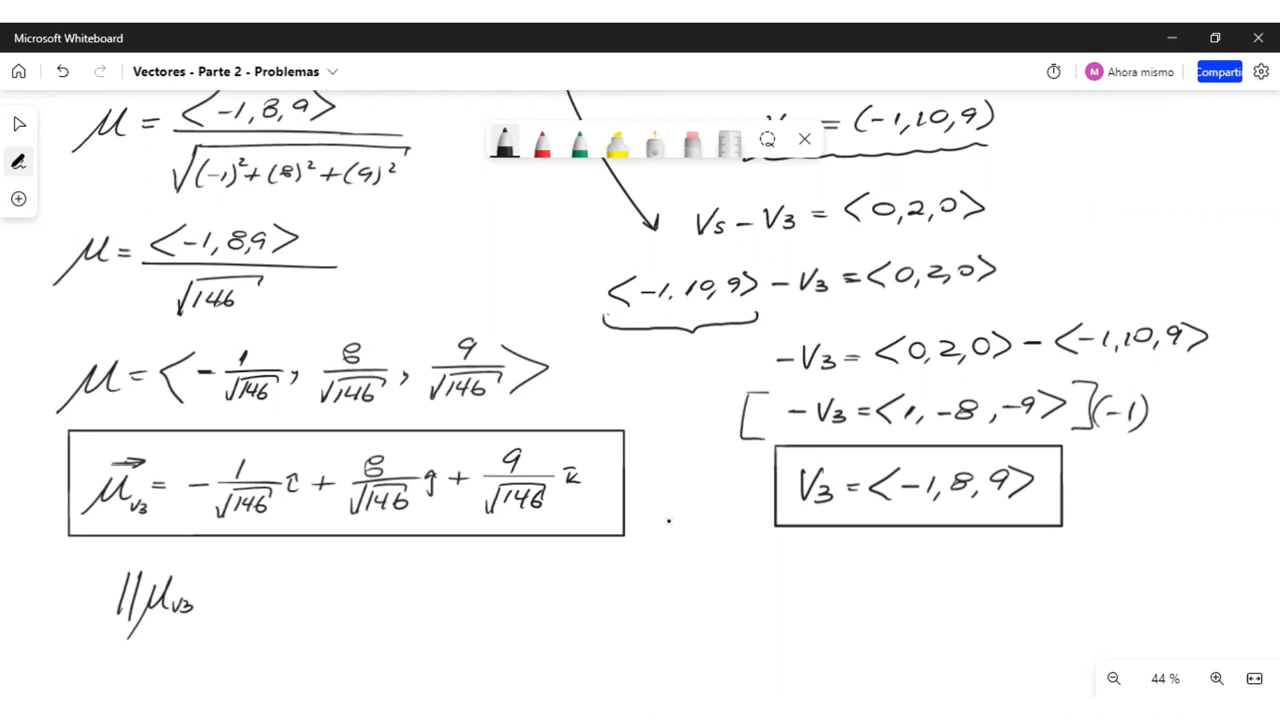 Microsoft Whiteboard
Vectores - Parte 2 - Problemas
M Ahora mismo
Comparti
μ = <-1,8,9> / √(-1)²+(8)²+(9)²
μ = <-1,8,9> / √146
μ = <-1/√146, 8/√146, 9/√146>
μ⃗v3 = -1/√146 i + 8/√146 j + 9/√146 k
||μv3
= (-1,10,9)
Vs - V3 = <0,2,0>
<-1,10,9> - V3 = <0,2,0>
-V3 = <0,2,0> - <-1,10,9>
[-V3 = <1,-8,-9>](-1)
V3 = <-1,8,9>
44 %